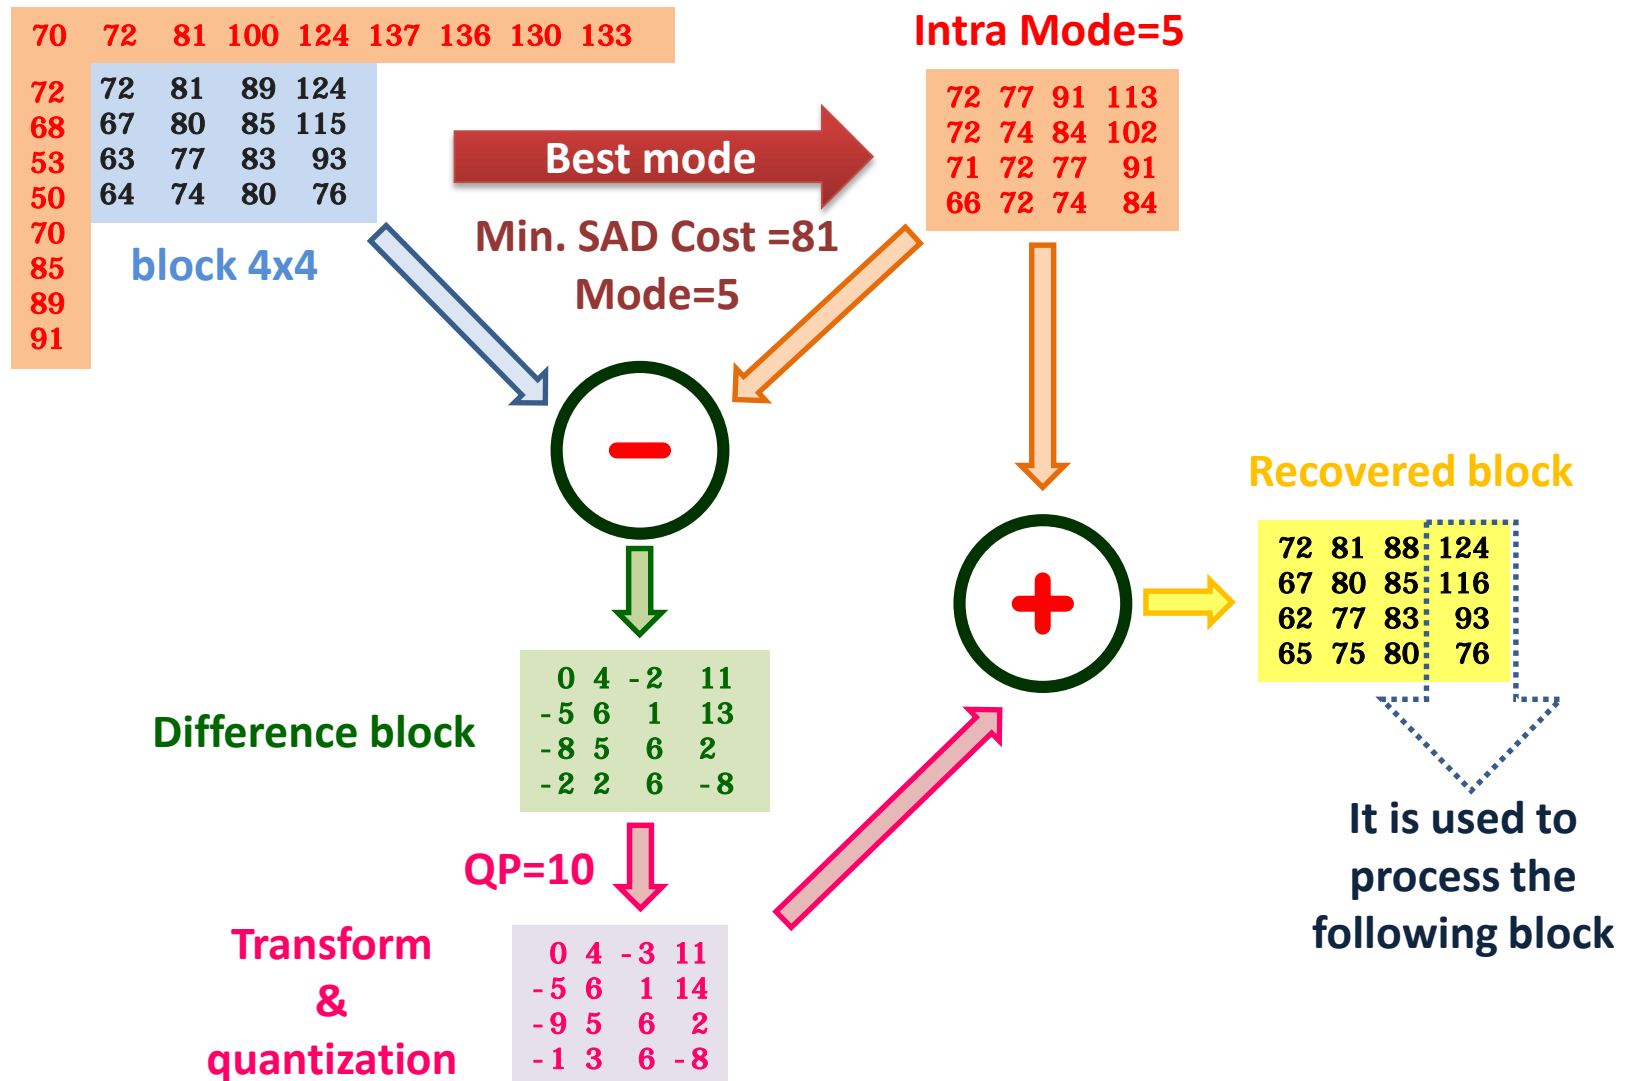 70 72 81 100 124 137 136 130 133
72 72 81 89 124
68 67 80 85 115
53 63 77 83 93
50 64 74 80 76
70
85
89
91
block 4x4
Best mode
Min. SAD Cost =81
Mode=5
Intra Mode=5
72 77 91 113
72 74 84 102
71 72 77 91
66 72 74 84
Difference block
0 4 -2 11
-5 6 1 13
-8 5 6 2
-2 2 6 -8
QP=10
Transform
&
quantization
0 4 -3 11
-5 6 1 14
-9 5 6 2
-1 3 6 -8
Recovered block
72 81 88 124
67 80 85 116
62 77 83 93
65 75 80 76
It is used to
process the
following block